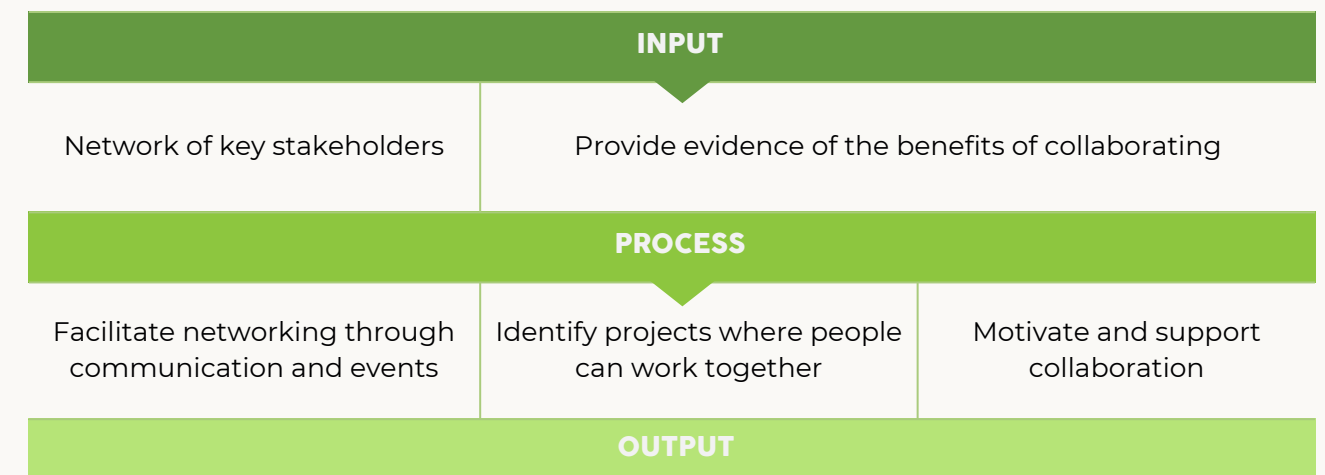 INPUT
Network of key stakeholders
Provide evidence of the benefits of collaborating
PROCESS
Facilitate networking through
communication and events
Identify projects where people
can work together
Motivate and support
collaboration
OUTPUT